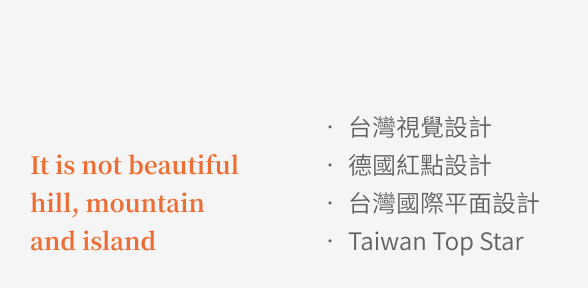 It is not beautiful
hill, mountain
and island
· 台灣視覺設計
· 德國紅點設計
· 台灣國際平面設計
· Taiwan Top Star